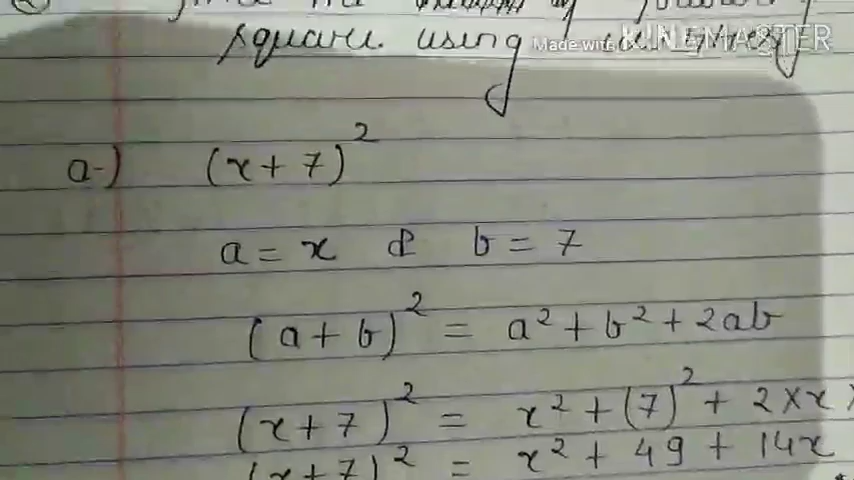 square using identity
Made with KINEMASTER
a-) (x+7)²
a = x & b = 7
(a+b)² = a² + b² + 2ab
(x+7)² = x² + (7)² + 2×x×
(x+7)² = x² + 49 + 14x